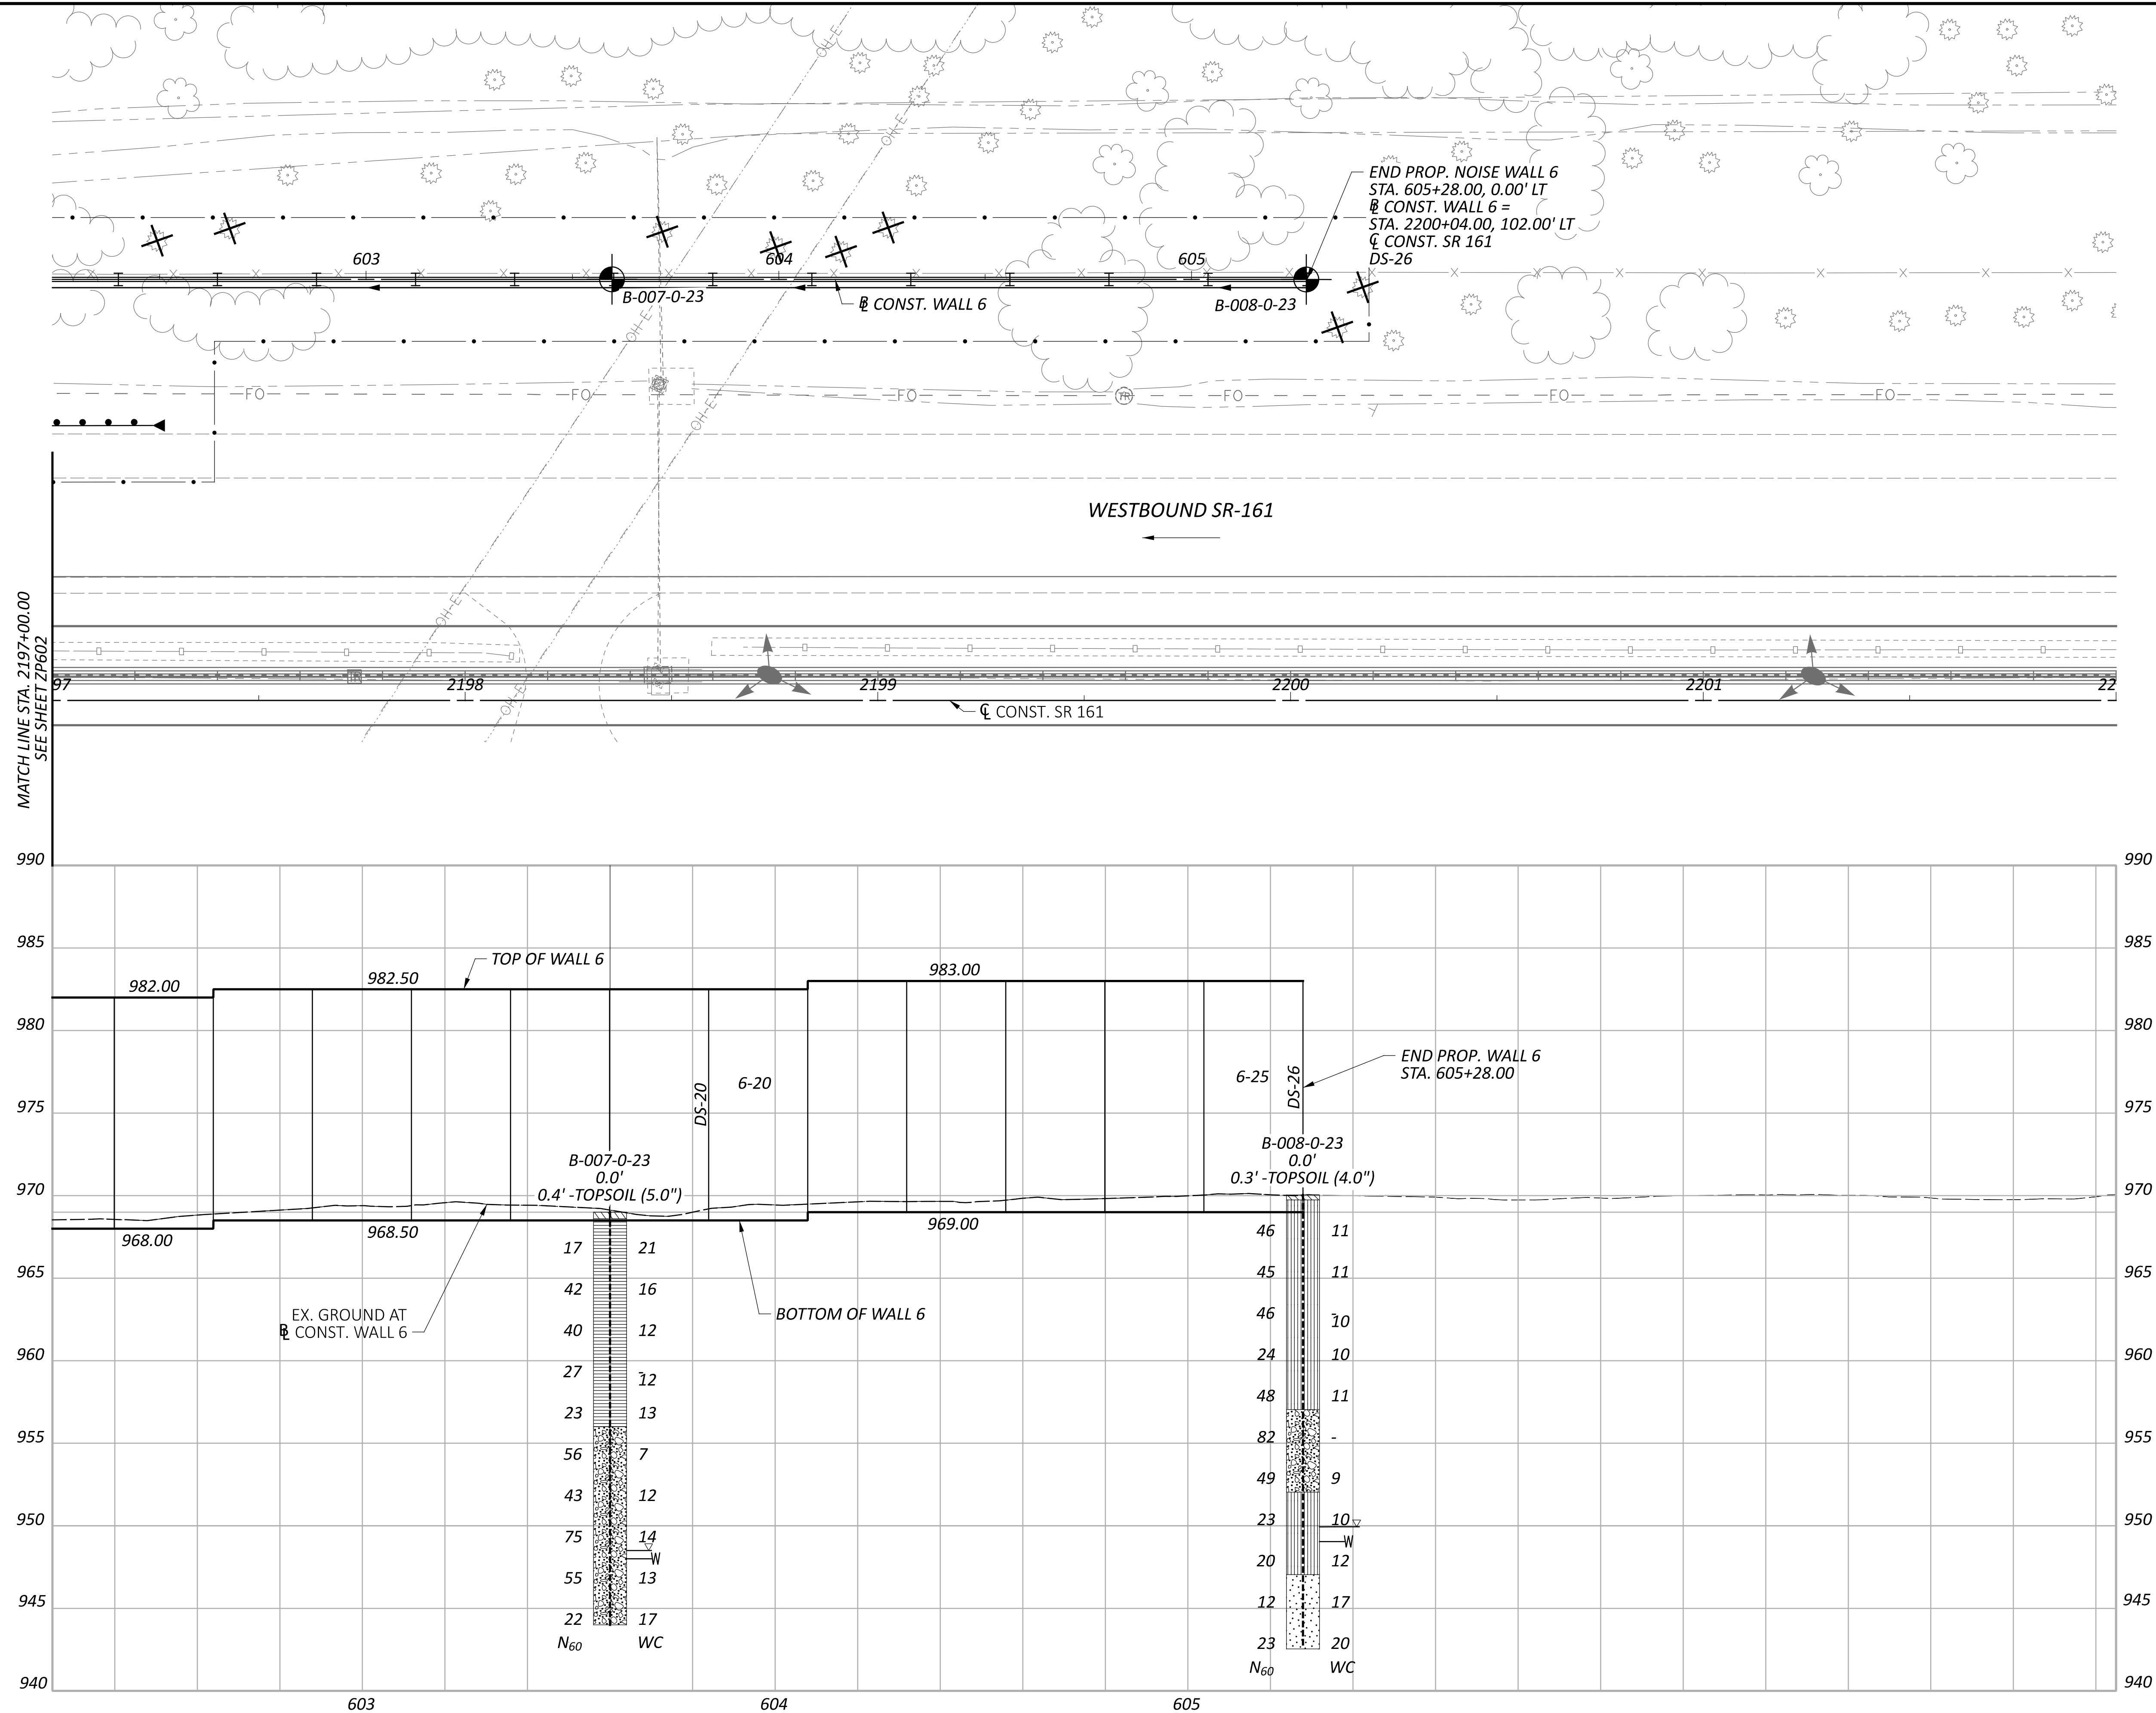 OH-E
OH-E
OH-E
OH-E
OH-E
OH-E
OH-E
END PROP. NOISE WALL 6
STA. 605+28.00, 0.00' LT
BL CONST. WALL 6 =
STA. 2200+04.00, 102.00' LT
CL CONST. SR 161
DS-26
603
604
605
B-007-0-23
BL CONST. WALL 6
B-008-0-23
FO
FO
FO
TR
FO
FO
FO
WESTBOUND SR-161
MATCH LINE STA. 2197+00.00
SEE SHEET ZP602
97
2198
2199
2200
2201
22
CL CONST. SR 161
990
990
985
985
TOP OF WALL 6
982.00
982.50
983.00
980
980
END PROP. WALL 6
STA. 605+28.00
DS-20
6-20
6-25
DS-26
975
975
B-007-0-23
0.0'
0.4' -TOPSOIL (5.0")
B-008-0-23
0.0'
0.3' -TOPSOIL (4.0")
970
970
968.00
968.50
969.00
EX. GROUND AT
BL CONST. WALL 6
BOTTOM OF WALL 6
965
965
960
960
955
955
950
950
945
945
940
940
17 21
42 16
40 12
27 -
12
23 13
56 7
43 12
75 14
W
55 13
22 17
N60 WC
46 11
45 11
46 -
10
24 10
48 11
82 -
49 9
23 10
W
20 12
12 17
23 20
N60 WC
603
604
605